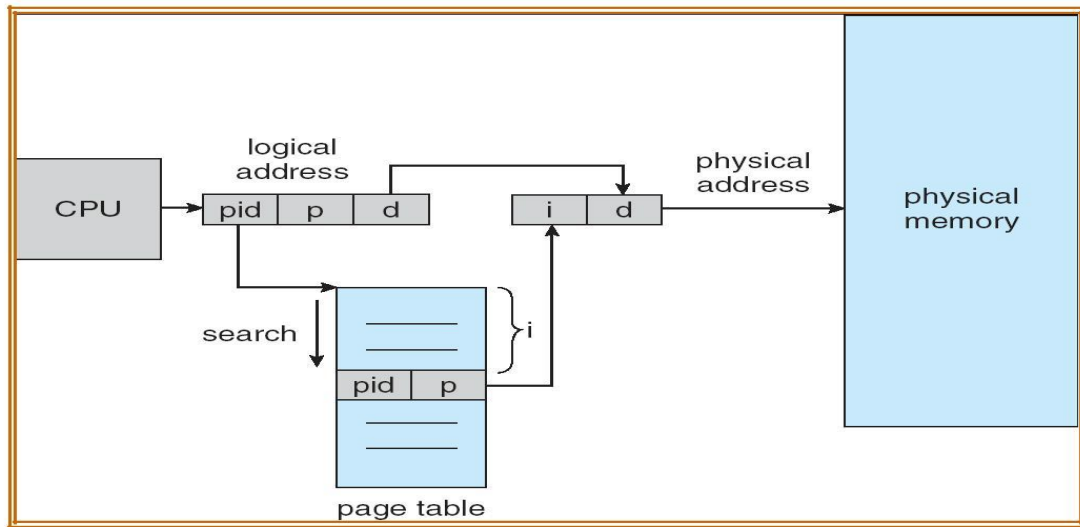 logical
address
physical
address
CPU
pid
p
d
i
d
physical
memory
search
i
pid
p
page table